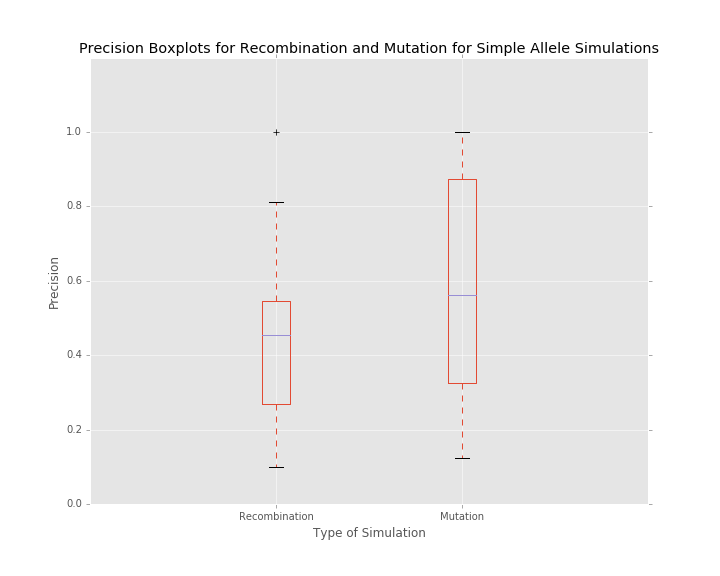 Precision Boxplots for Recombination and Mutation for Simple Allele Simulations
1.0
0.8
0.6
0.4
0.2
0.0
Precision
Recombination
Mutation
Type of Simulation